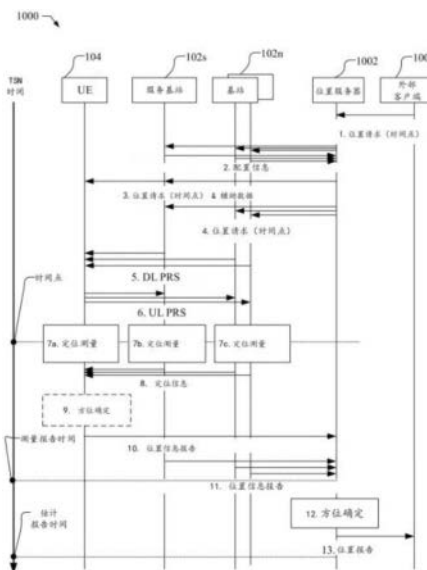 1000
104
102s
102n
1002
100
TSN
时间
UE
服务基站
基站
位置服务器
外部
客户端
1. 位置请求（时间点）
2. 配置信息
3. 位置请求（时间点）& 辅助数据
4. 位置请求（时间点）
5. DL PRS
时间点
6. UL PRS
7a. 定位测量
7b. 定位测量
7c. 定位测量
8. 定位信息
9. 方位确定
测量报告时间
10. 位置信息报告
11. 位置信息报告
12. 方位确定
估计
报告时间
13. 位置报告